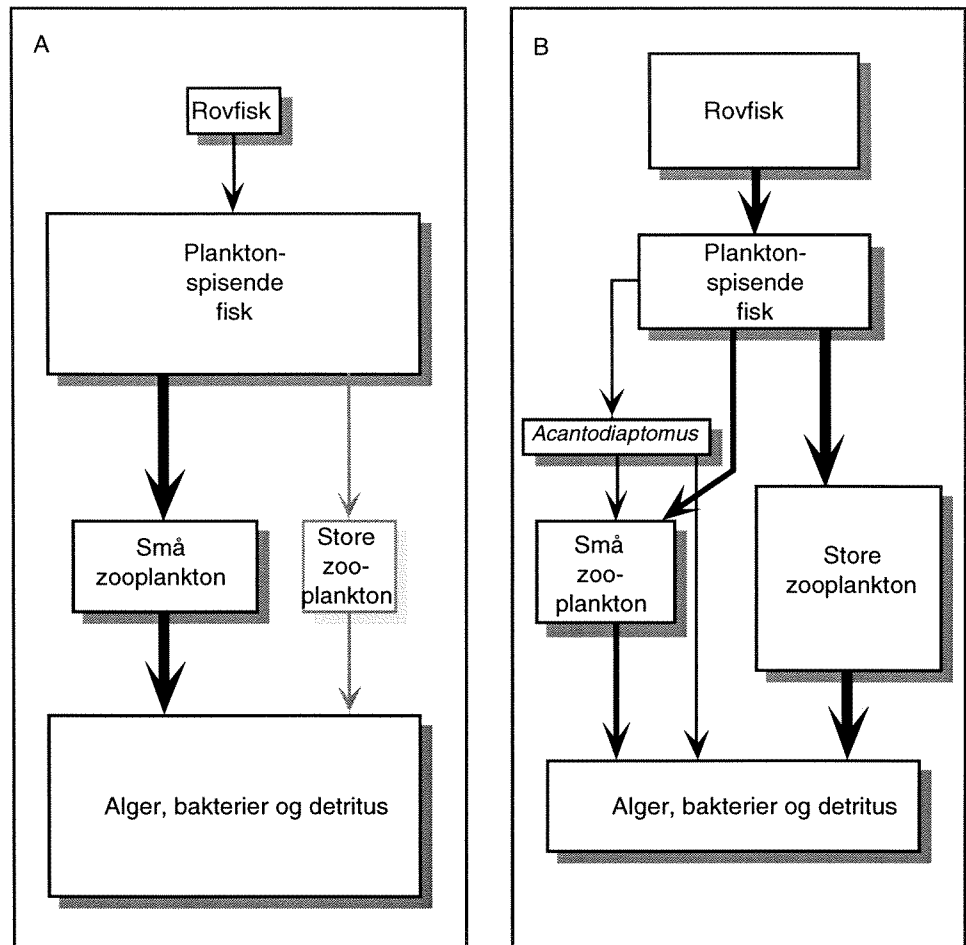 A
Rovfisk
Plankton-
spisende
fisk
Små
zooplankton
Store
zoo-
plankton
Alger, bakterier og detritus
B
Rovfisk
Plankton-
spisende
fisk
Acantodiaptomus
Små
zoo-
plankton
Store
zooplankton
Alger, bakterier og detritus